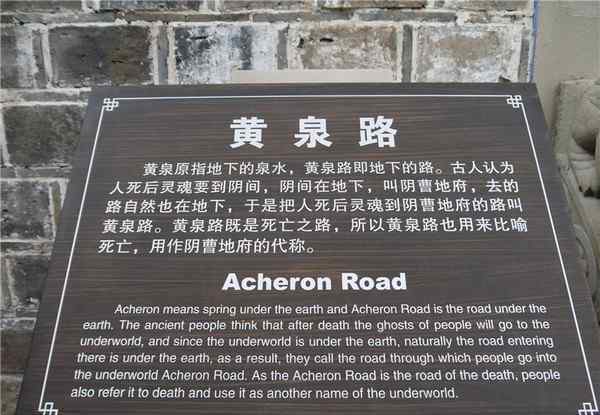 黄泉路
黄泉原指地下的泉水，黄泉路即地下的路。古人认为
人死后灵魂要到阴间，阴间在地下，叫阴曹地府，去的
路自然也在地下，于是把人死后灵魂到阴曹地府的路叫
黄泉路。黄泉路既是死亡之路，所以黄泉路也用来比喻
死亡，用作阴曹地府的代称。
Acheron Road
Acheron means spring under the earth and Acheron Road is the road under the
earth. The ancient people think that after death the ghosts of people will go to the
underworld, and since the underworld is under the earth, naturally the road entering
there is under the earth, as a result, they call the road through which people go into
the underworld Acheron Road. As the Acheron Road is the road of the death, people
also refer it to death and use it as another name of the underworld.